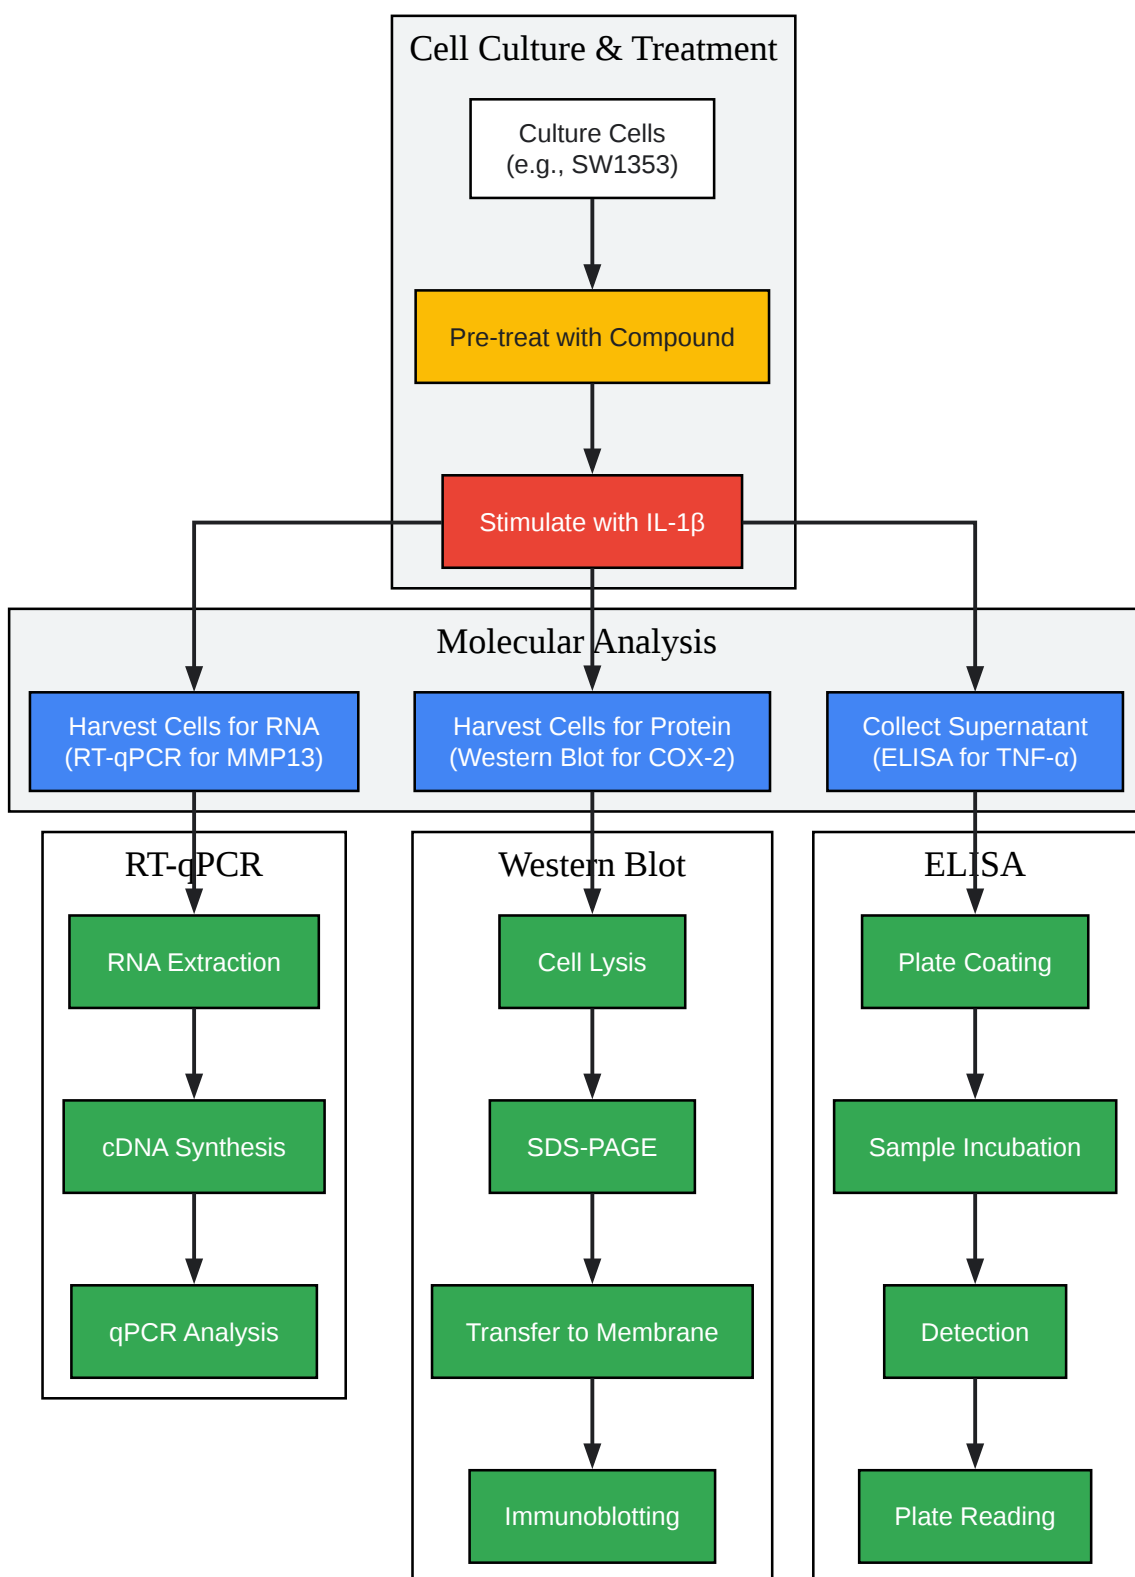 Cell Culture & Treatment
Culture Cells
(e.g., SW1353)
Pre-treat with Compound
Stimulate with IL-1β
Molecular Analysis
Harvest Cells for RNA
(RT-qPCR for MMP13)
Harvest Cells for Protein
(Western Blot for COX-2)
Collect Supernatant
(ELISA for TNF-α)
RT-qPCR
RNA Extraction
cDNA Synthesis
qPCR Analysis
Western Blot
Cell Lysis
SDS-PAGE
Transfer to Membrane
Immunoblotting
ELISA
Plate Coating
Sample Incubation
Detection
Plate Reading